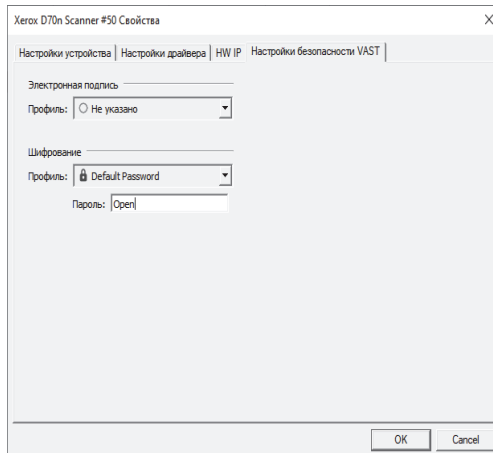 Xerox D70n Scanner #50 Свойства
Настройки устройства Настройки драйвера HW IP Настройки безопасности VAST
Электронная подпись
Профиль: Не указано
Шифрование
Профиль: Default Password
Пароль: Open
OK Cancel